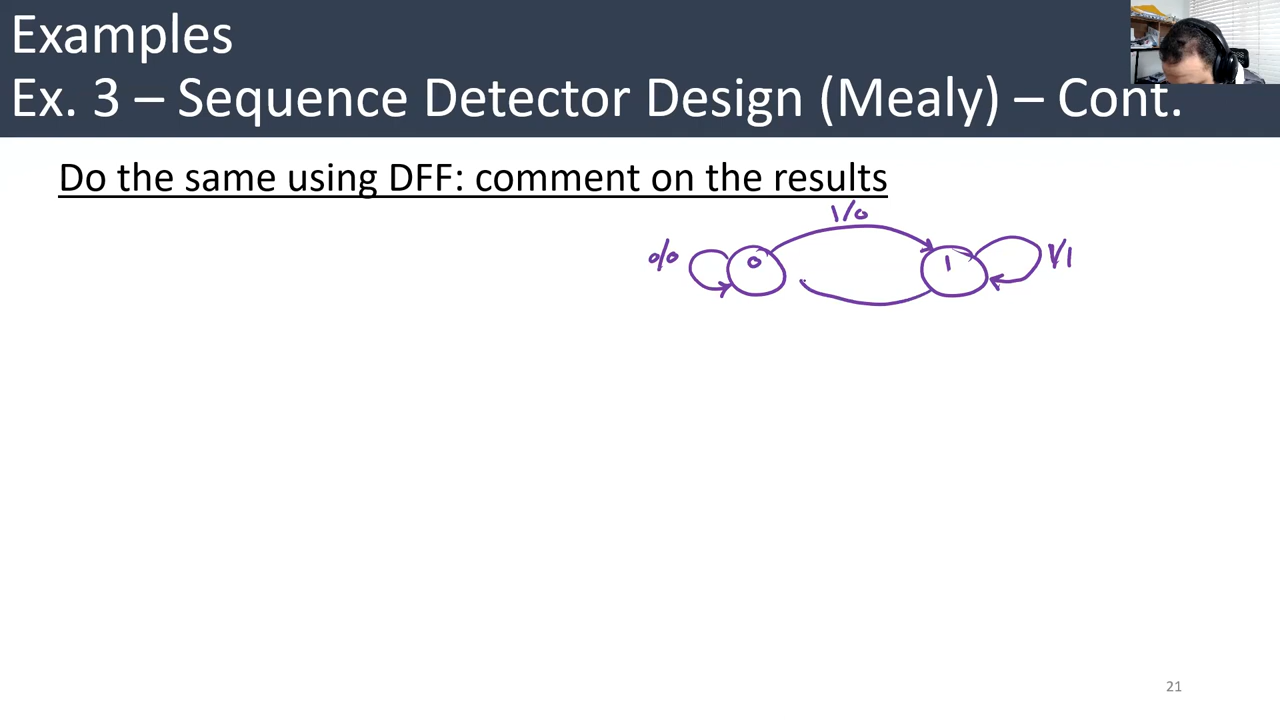 Examples
Ex. 3 – Sequence Detector Design (Mealy) – Cont.
Do the same using DFF: comment on the results
1/0
0/0
0
1
1/1
21